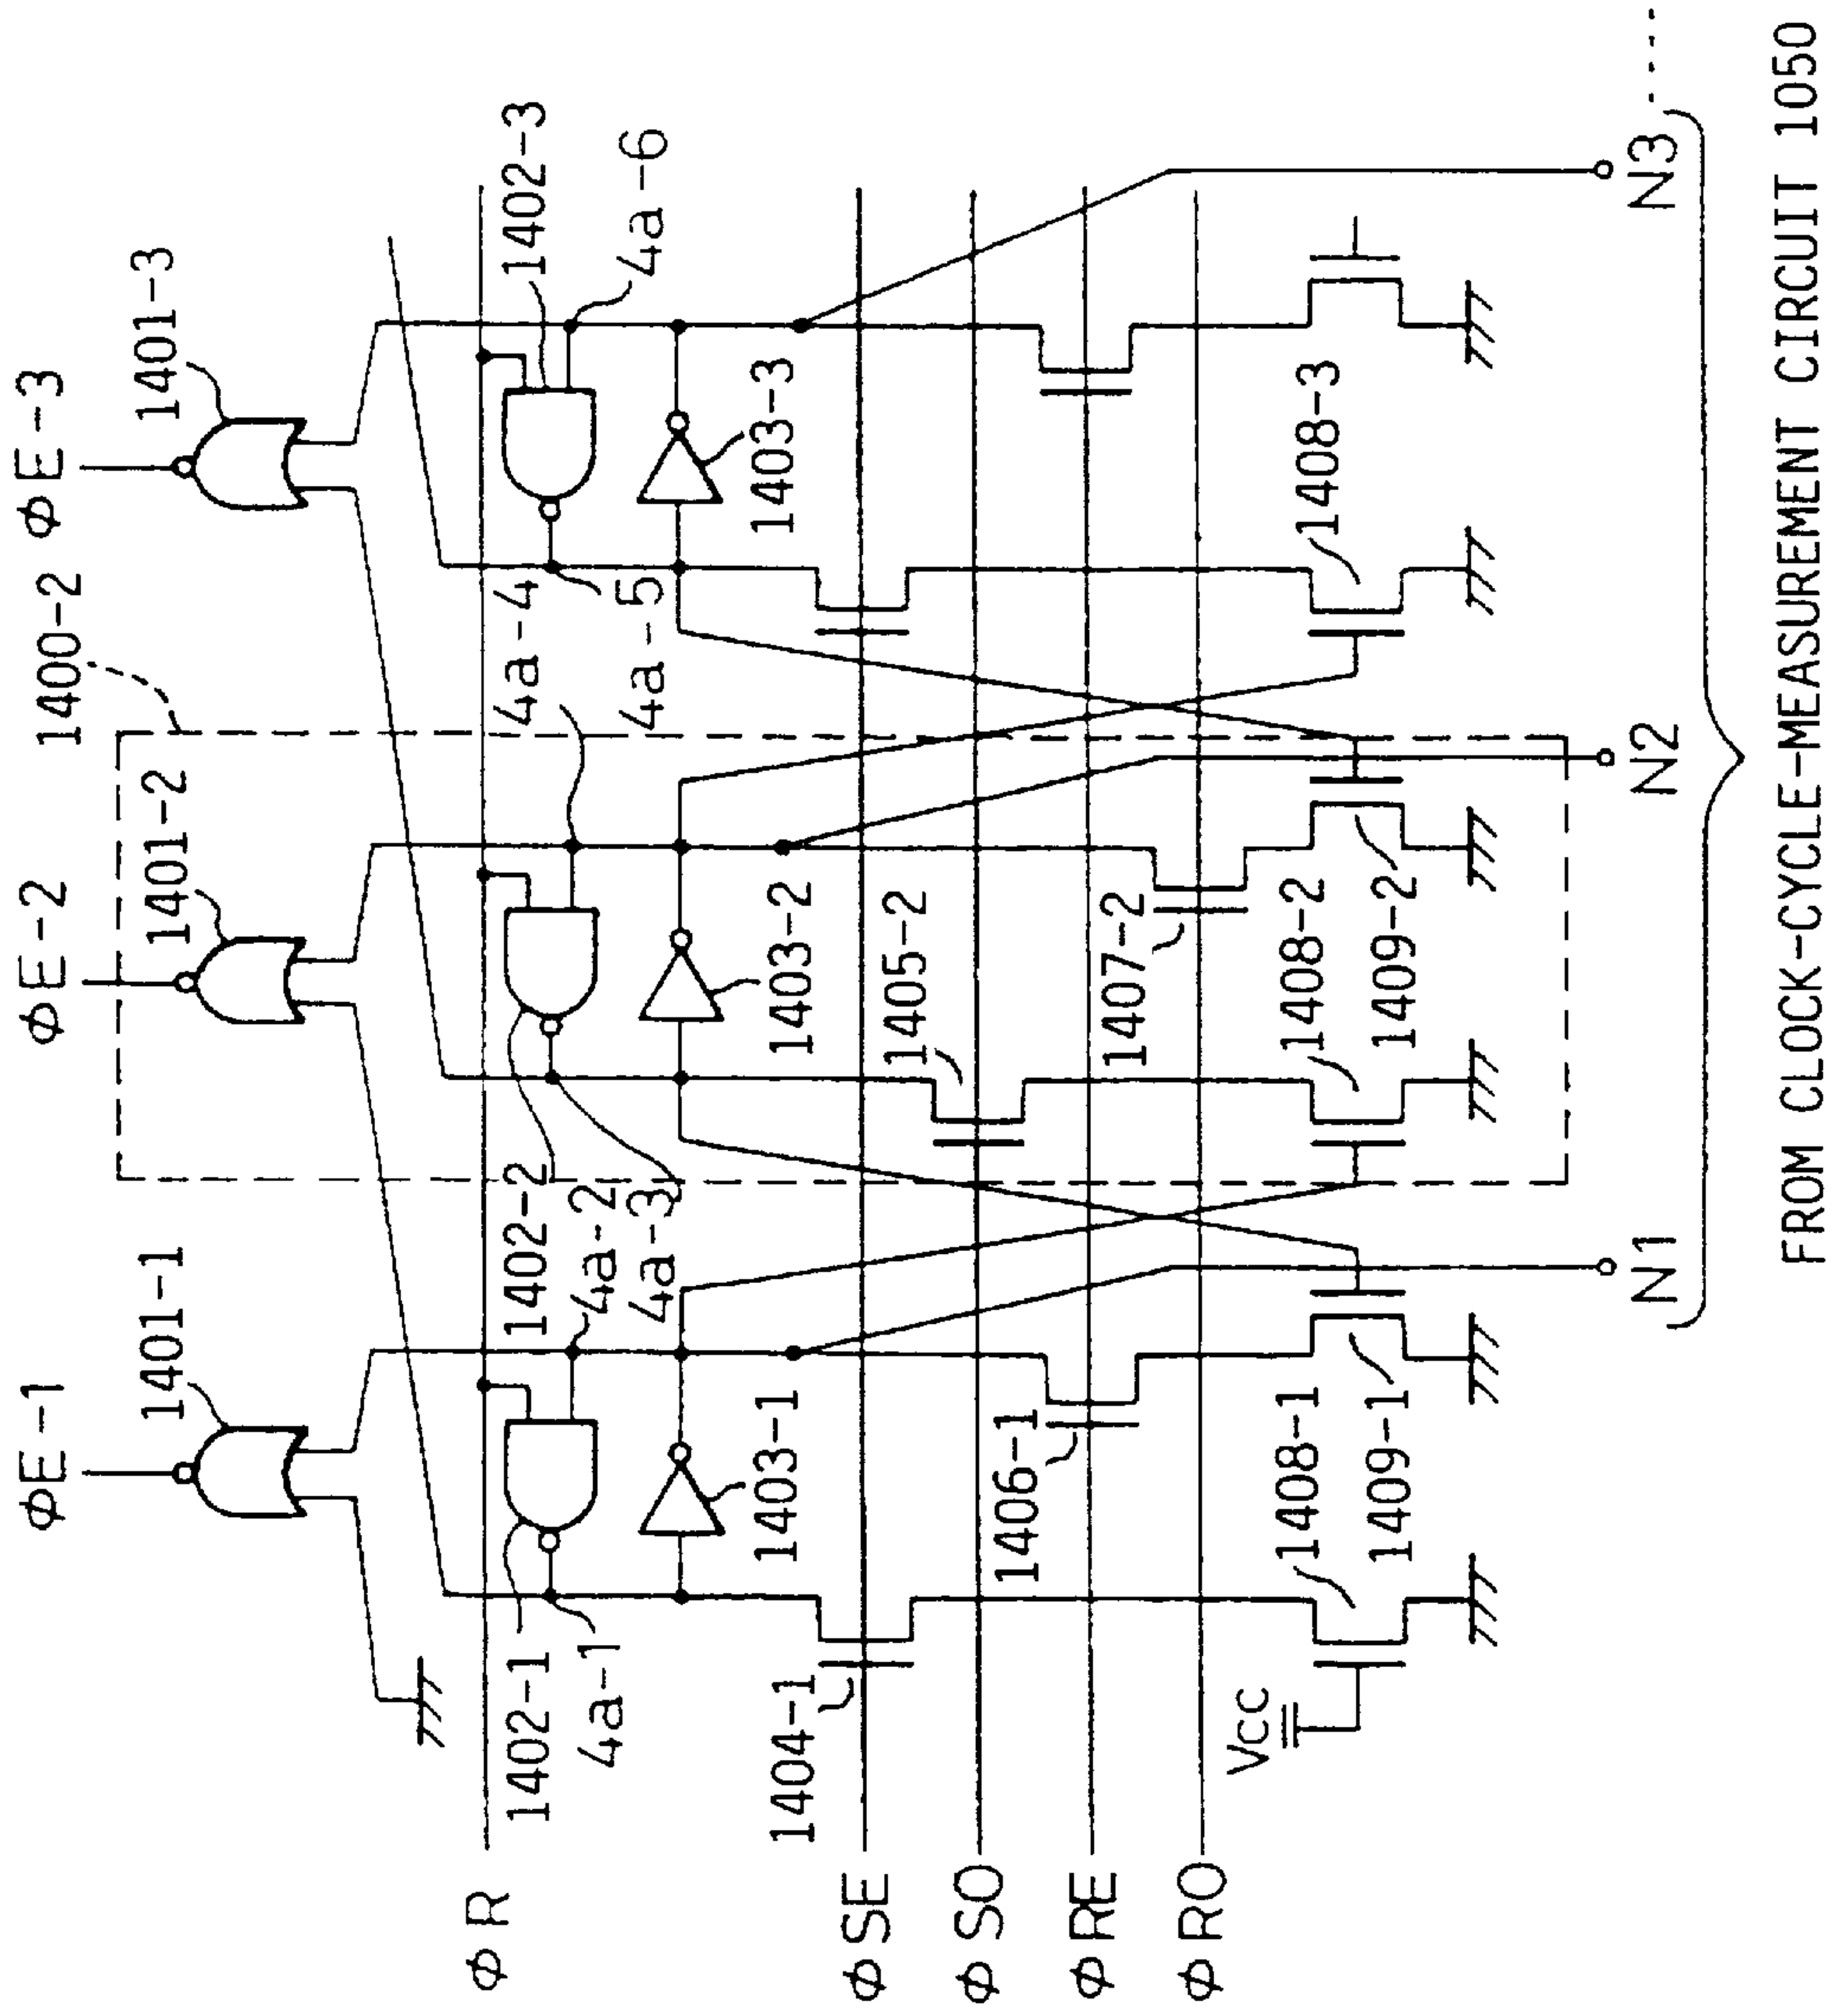 ΦE-1
ΦE-2
ΦE-3
1400-2
1401-1
1401-2
1401-3
ΦR
1402-1
4a-1
1402-2
4a-2
4a-3
4a-4
4a-5
1402-3
4a-6
1403-1
1403-2
1403-3
1404-1
1405-2
ΦSE
ΦSO
ΦRE
ΦRO
1406-1
1407-2
Vcc
1408-1
1409-1
1408-2
1409-2
1408-3
N1
N2
N3
FROM CLOCK-CYCLE-MEASUREMENT CIRCUIT 1050